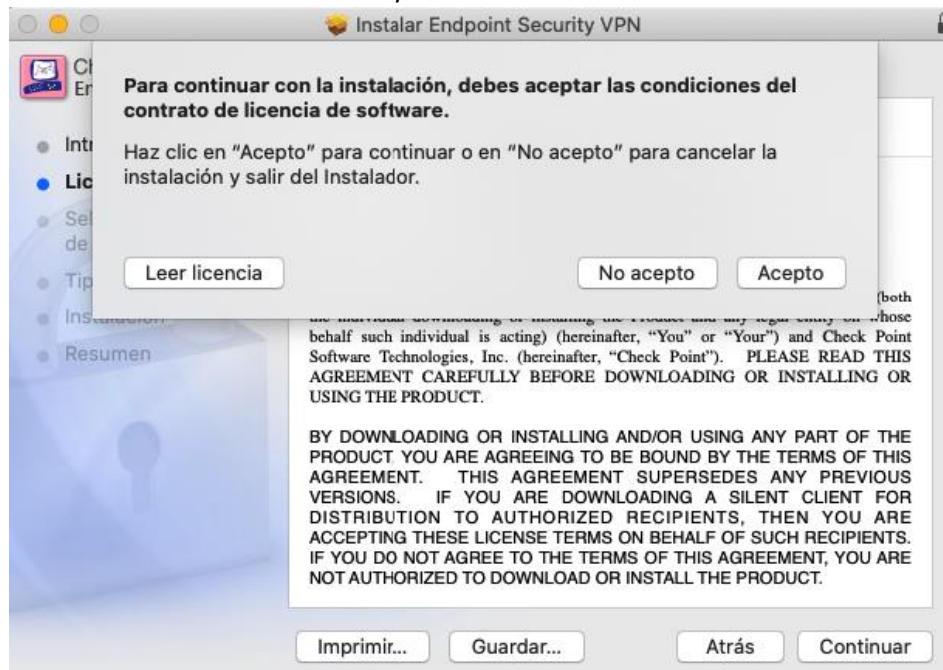 Instalar Endpoint Security VPN
Para continuar con la instalación, debes aceptar las condiciones del
contrato de licencia de software.
Haz clic en "Acepto" para continuar o en "No acepto" para cancelar la
instalación y salir del Instalador.
Leer licencia
No acepto
Acepto
Resumen
(both
behalf such individual is acting) (hereinafter, “You” or “Your”) and Check Point
Software Technologies, Inc. (hereinafter, “Check Point”). PLEASE READ THIS
AGREEMENT CAREFULLY BEFORE DOWNLOADING OR INSTALLING OR
USING THE PRODUCT.
BY DOWNLOADING OR INSTALLING AND/OR USING ANY PART OF THE
PRODUCT YOU ARE AGREEING TO BE BOUND BY THE TERMS OF THIS
AGREEMENT. THIS AGREEMENT SUPERSEDES ANY PREVIOUS
VERSIONS. IF YOU ARE DOWNLOADING A SILENT CLIENT FOR
DISTRIBUTION TO AUTHORIZED RECIPIENTS, THEN YOU ARE
ACCEPTING THESE LICENSE TERMS ON BEHALF OF SUCH RECIPIENTS.
IF YOU DO NOT AGREE TO THE TERMS OF THIS AGREEMENT, YOU ARE
NOT AUTHORIZED TO DOWNLOAD OR INSTALL THE PRODUCT.
Imprimir...
Guardar...
Atrás
Continuar